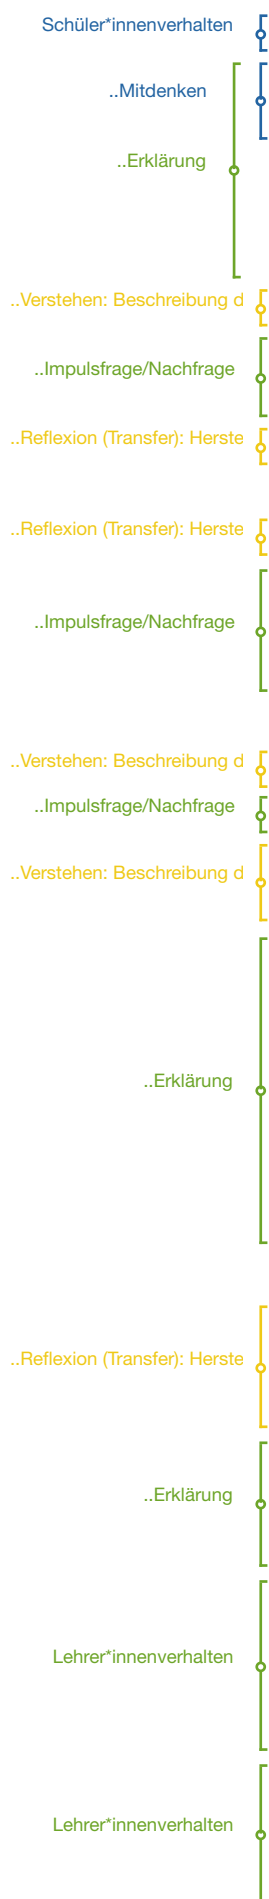 Schüler*innenverhalten
..Mitdenken
..Erklärung
..Verstehen: Beschreibung d
..Impulsfrage/Nachfrage
..Reflexion (Transfer): Herste
..Reflexion (Transfer): Herste
..Impulsfrage/Nachfrage
..Verstehen: Beschreibung d
..Impulsfrage/Nachfrage
..Verstehen: Beschreibung d
..Erklärung
..Reflexion (Transfer): Herste
..Erklärung
Lehrer*innenverhalten
Lehrer*innenverhalten